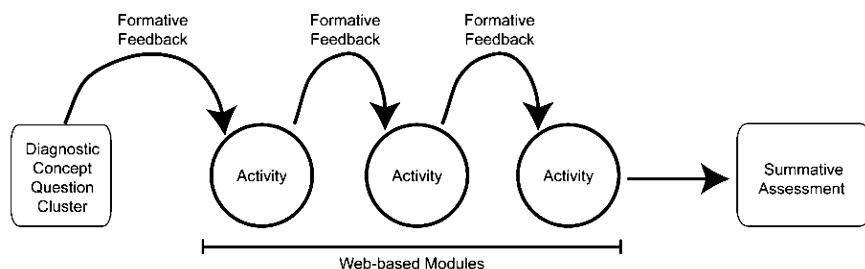 Formative
Feedback
Formative
Feedback
Formative
Feedback
Diagnostic
Concept
Question
Cluster
Activity
Activity
Activity
Summative
Assessment
Web-based Modules